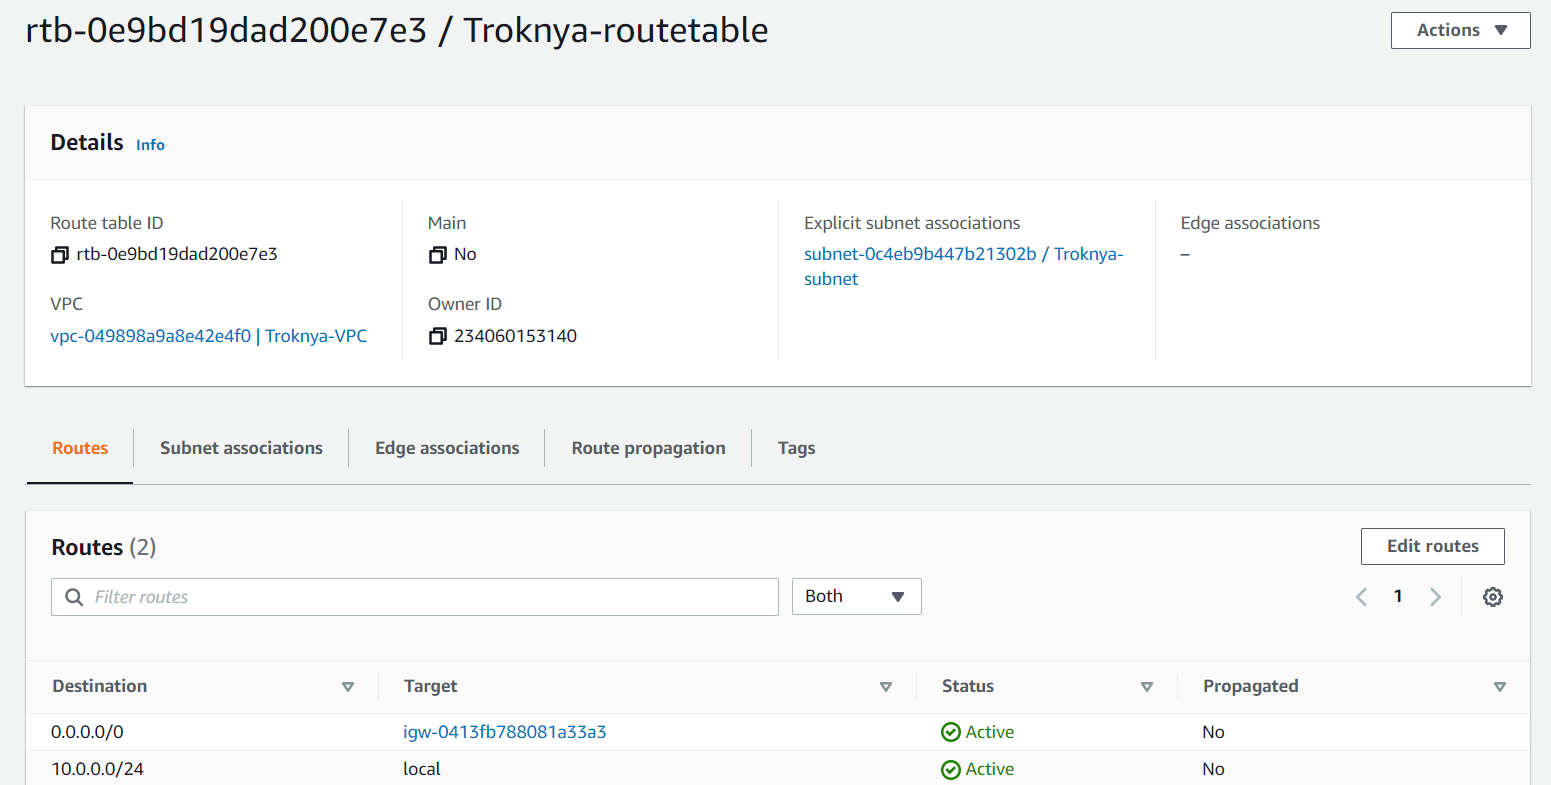 rtb-0e9bd19dad200e7e3 / Troknya-routetable
Actions
Details Info
Route table ID
rtb-0e9bd19dad200e7e3
Main
No
Explicit subnet associations
subnet-0c4eb9b447b21302b / Troknya-
subnet
Edge associations
–
VPC
vpc-049898a9a8e42e4f0 | Troknya-VPC
Owner ID
234060153140
Routes
Subnet associations
Edge associations
Route propagation
Tags
Routes (2)
Edit routes
Filter routes
Both
1
Destination Target Status Propagated
0.0.0.0/0 igw-0413fb788081a33a3 Active No
10.0.0.0/24 local Active No